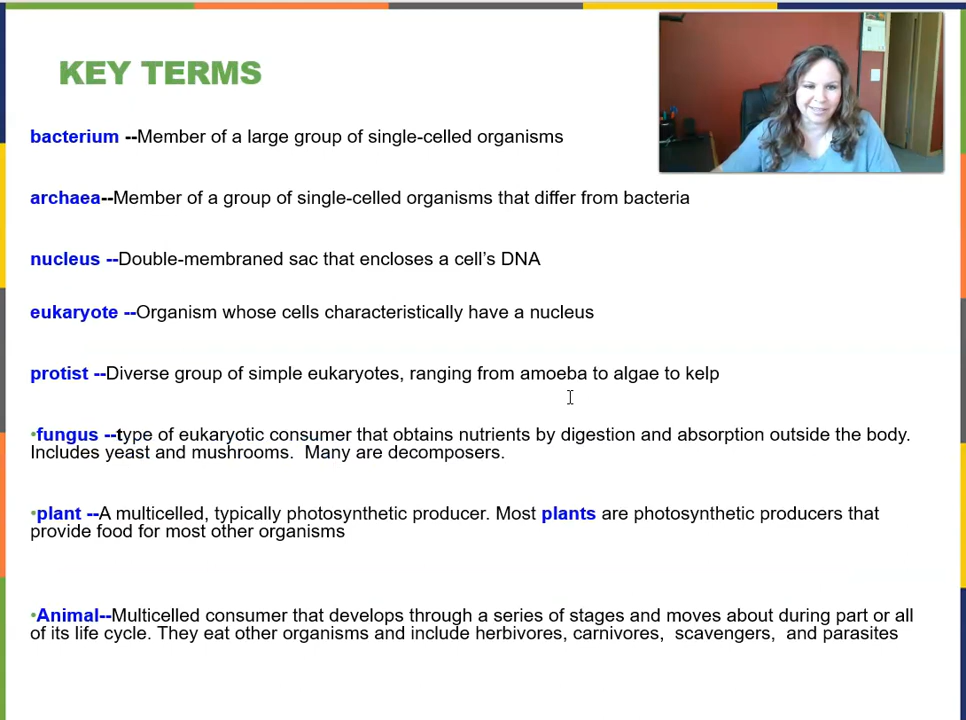 KEY TERMS
bacterium --Member of a large group of single-celled organisms
archaea--Member of a group of single-celled organisms that differ from bacteria
nucleus --Double-membraned sac that encloses a cell’s DNA
eukaryote --Organism whose cells characteristically have a nucleus
protist --Diverse group of simple eukaryotes, ranging from amoeba to algae to kelp
•fungus --type of eukaryotic consumer that obtains nutrients by digestion and absorption outside the body.
Includes yeast and mushrooms.  Many are decomposers.
•plant --A multicelled, typically photosynthetic producer. Most plants are photosynthetic producers that
provide food for most other organisms
•Animal--Multicelled consumer that develops through a series of stages and moves about during part or all
of its life cycle. They eat other organisms and include herbivores, carnivores,  scavengers,  and parasites